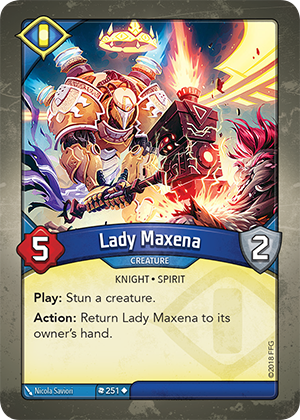 Lady Maxena
CREATURE
5
2
KNIGHT • SPIRIT
Play: Stun a creature.
Action: Return Lady Maxena to its
owner's hand.
©2018 FFG
Nicola Saviori
251